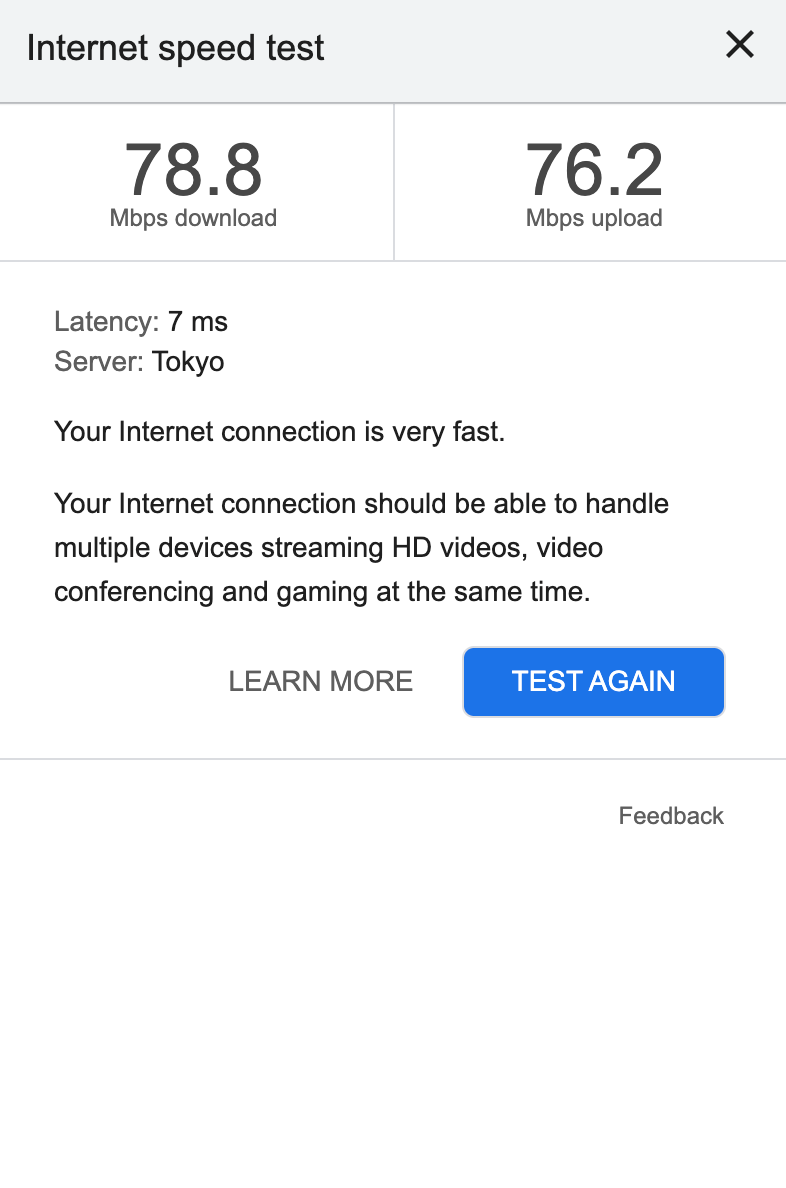 Internet speed test
78.8
Mbps download
76.2
Mbps upload
Latency: 7 ms
Server: Tokyo
Your Internet connection is very fast.
Your Internet connection should be able to handle
multiple devices streaming HD videos, video
conferencing and gaming at the same time.
LEARN MORE
TEST AGAIN
Feedback